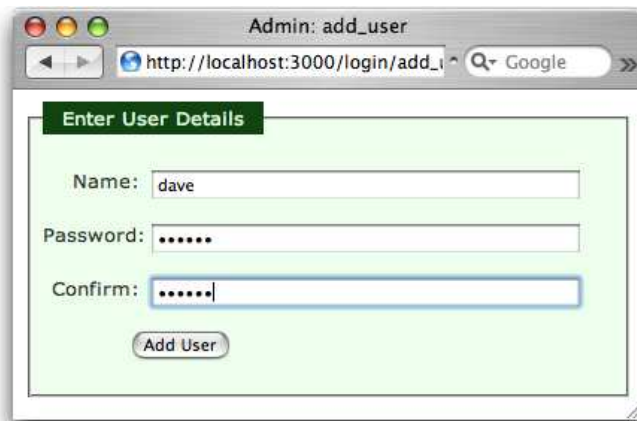 Admin: add_user
http://localhost:3000/login/add_u
Google
Enter User Details
Name: dave
Password: ••••••
Confirm: ••••••
Add User